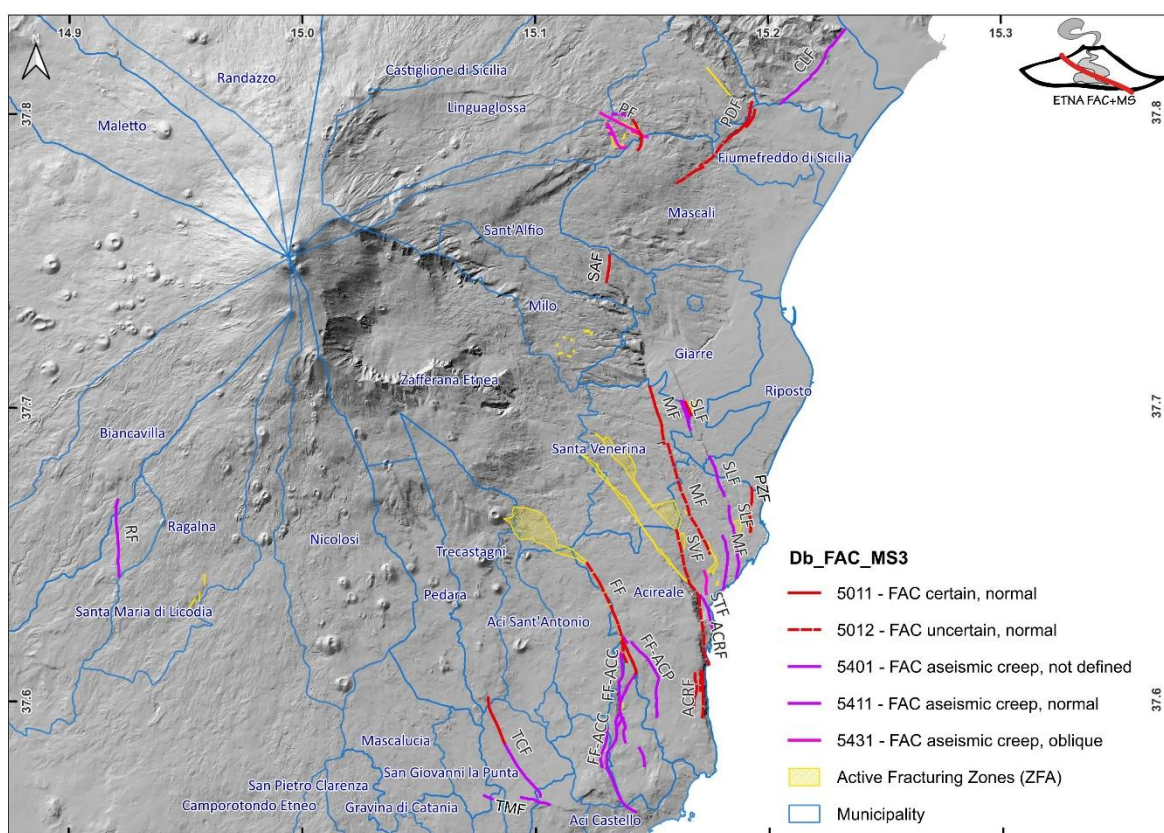 14.9
15.0
15.1
15.2
15.3
N
ETNA FAC+MS
37.8
37.8
Randazzo
Castiglione di Sicilia
Maletto
Linguaglossa
PF
PDF
CLF
Fiumefreddo di Sicilia
Mascali
Sant'Alfio
SAF
Milo
Giarre
Zafferana Etnea
Riposto
37.7
37.7
MF
SLF
Biancavilla
Santa Venerina
SLF
PZF
MF
SLF
RF
Ragalna
Nicolosi
Trecastagni
SVF
MF
FF
Acireale
STF
Pedara
Santa Maria di Licodia
Aci Sant'Antonio
ACRF
FF-ACC
FF-ACP
37.6
37.6
ACRF
TCF
FF-ACC
Mascalucia
San Giovanni la Punta
San Pietro Clarenza
Camporotondo Etneo
Gravina di Catania
TMF
Aci Castello
Db_FAC_MS3
5011 - FAC certain, normal
5012 - FAC uncertain, normal
5401 - FAC aseismic creep, not defined
5411 - FAC aseismic creep, normal
5431 - FAC aseismic creep, oblique
Active Fracturing Zones (ZFA)
Municipality